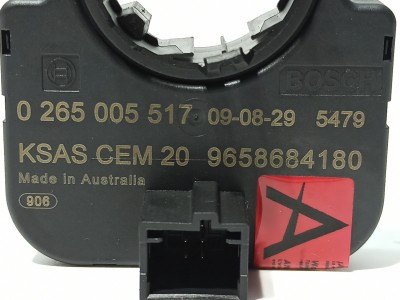 BOSCH
0 265 005 517 09-08-29 5479
KSAS CEM 20 9658684180
Made in Australia
906
A